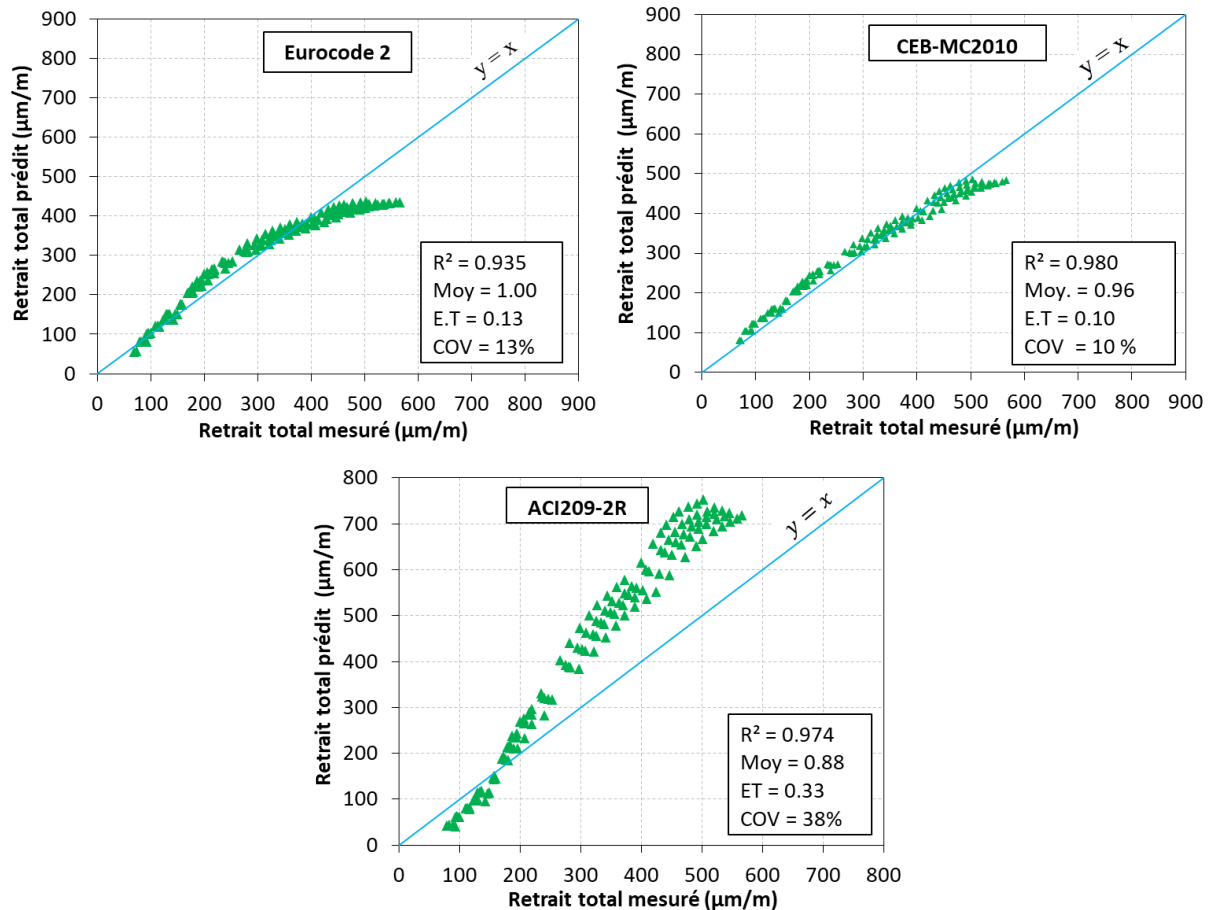 Eurocode 2
y = x
Retrait total prédit (µm/m)
900
800
700
600
500
400
300
200
100
0
R² = 0.935
Moy = 1.00
E.T = 0.13
COV = 13%
0 100 200 300 400 500 600 700 800 900
Retrait total mesuré (µm/m)
CEB-MC2010
y = x
Retrait total prédit (µm/m)
900
800
700
600
500
400
300
200
100
0
R² = 0.980
Moy. = 0.96
E.T = 0.10
COV = 10 %
0 100 200 300 400 500 600 700 800 900
Retrait total mesuré (µm/m)
ACI209-2R
y = x
Retrait total prédit (µm/m)
800
700
600
500
400
300
200
100
0
R² = 0.974
Moy = 0.88
ET = 0.33
COV = 38%
0 100 200 300 400 500 600 700 800
Retrait total mesuré (µm/m)